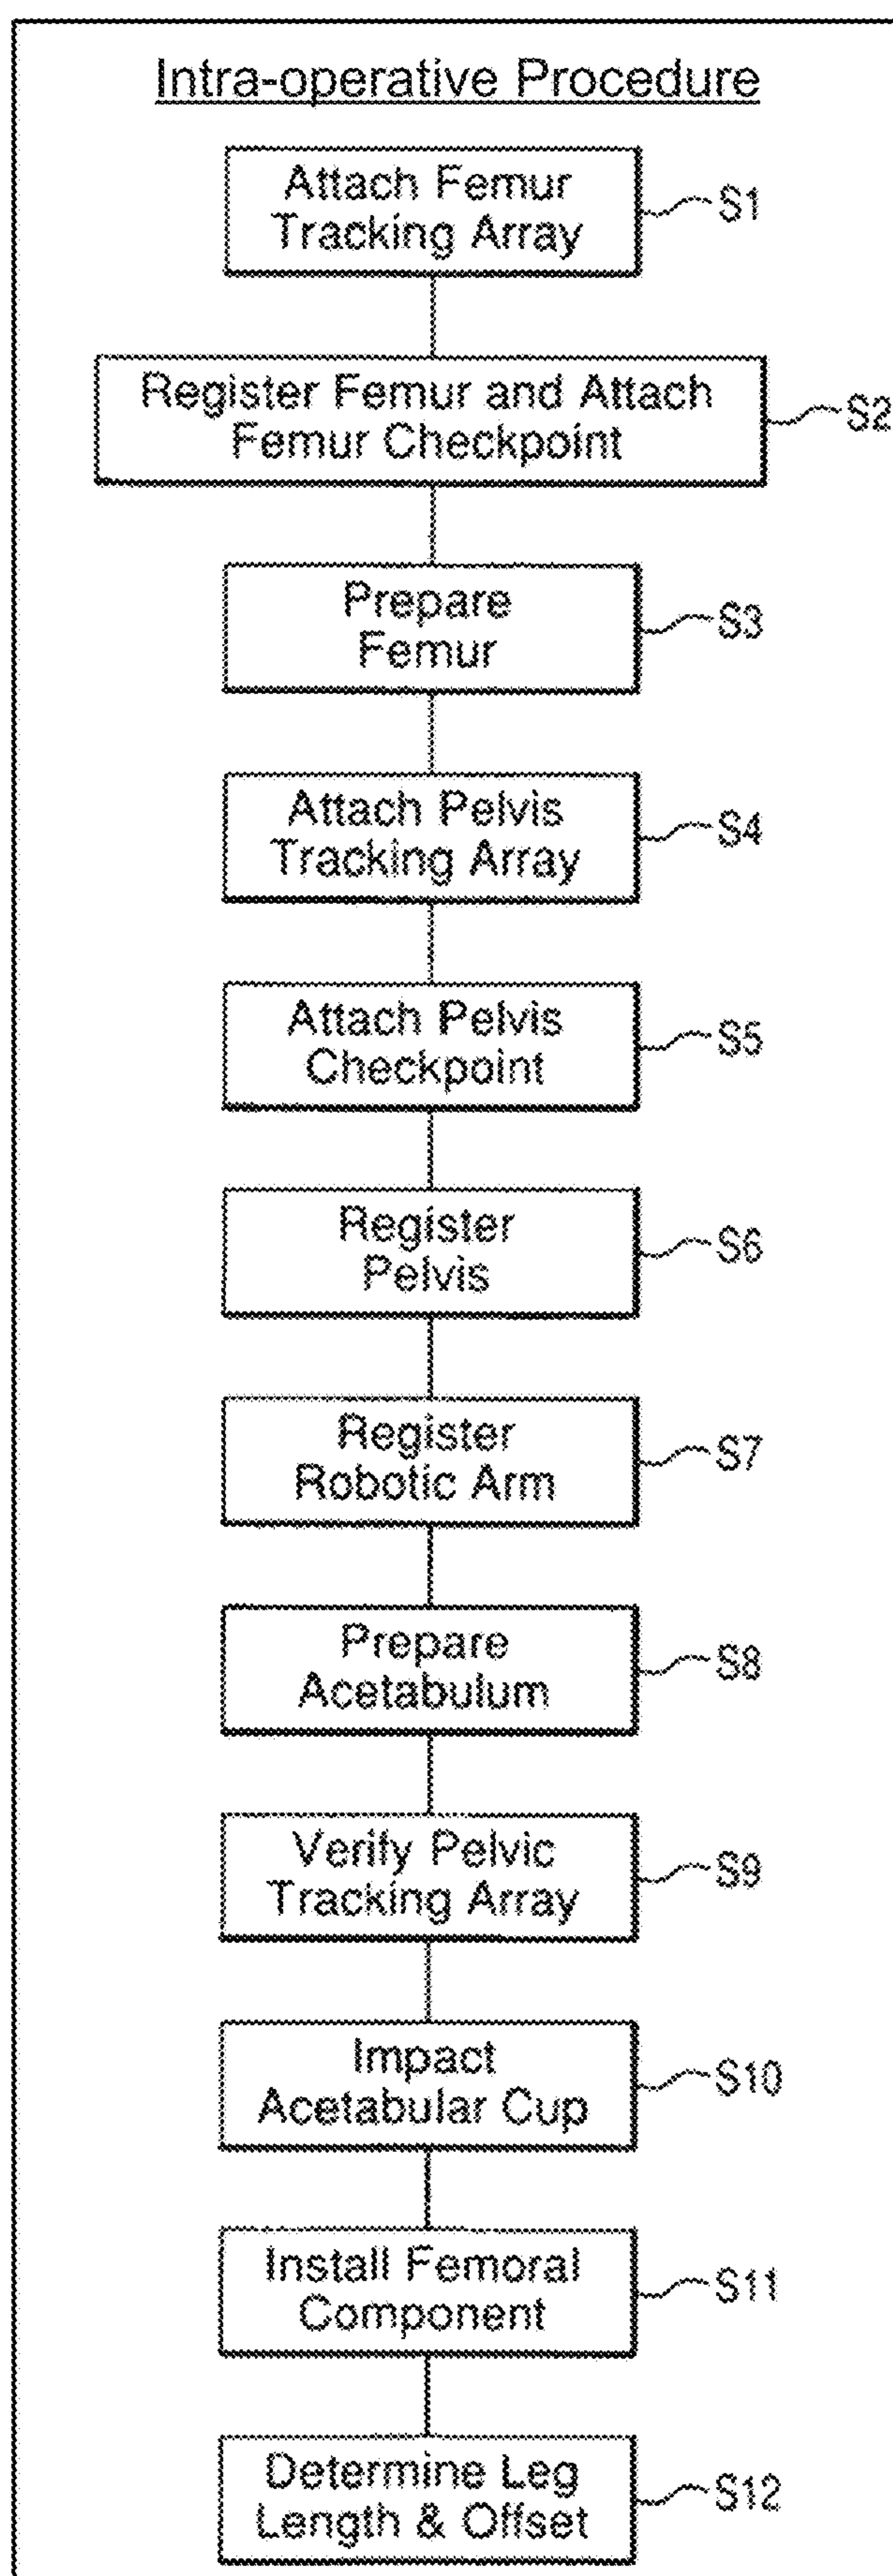 Intra-operative Procedure
Attach Femur
Tracking Array
S1
Register Femur and Attach
Femur Checkpoint
S2
Prepare
Femur
S3
Attach Pelvis
Tracking Array
S4
Attach Pelvis
Checkpoint
S5
Register
Pelvis
S6
Register
Robotic Arm
S7
Prepare
Acetabulum
S8
Verify Pelvic
Tracking Array
S9
Impact
Acetabular Cup
S10
Install Femoral
Component
S11
Determine Leg
Length & Offset
S12